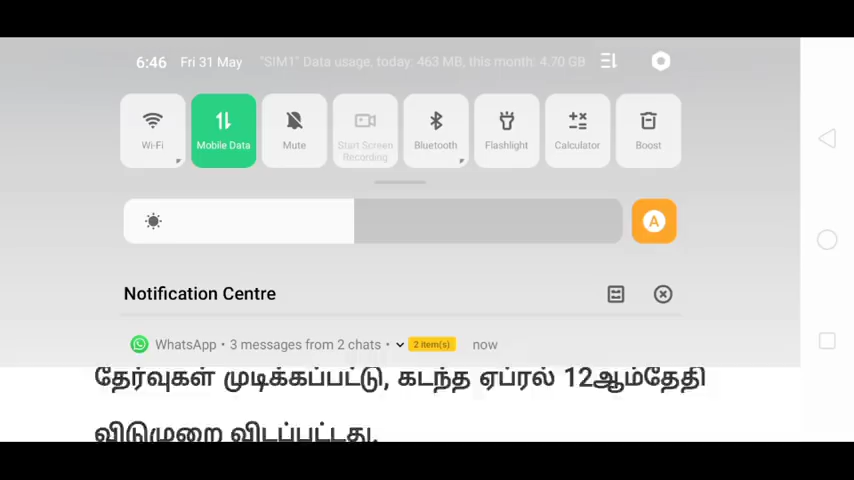 6:46 Fri 31 May "SIM1" Data usage, today: 463 MB, this month: 4.70 GB
Wi-Fi Mobile Data Mute Start Screen Recording Bluetooth Flashlight Calculator Boost
A
Notification Centre
WhatsApp • 3 messages from 2 chats • 2 item(s) now
தேர்வுகள் முடிக்கப்பட்டு, கடந்த ஏப்ரல் 12ஆம்தேதி
விடுமுறை விடப்பட்டது.